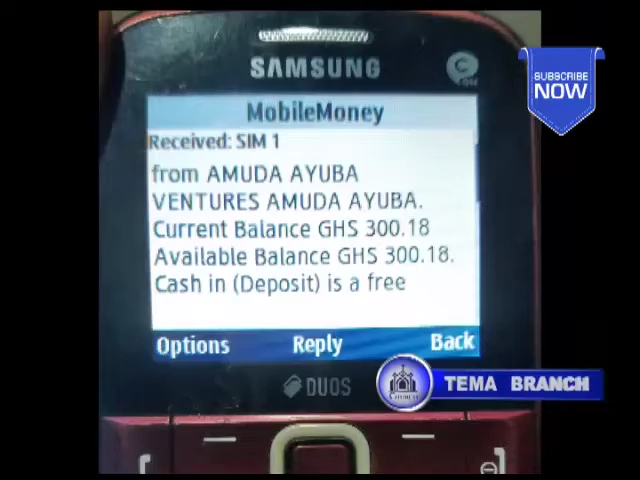 SAMSUNG
SUBSCRIBE
NOW
MobileMoney
Received: SIM 1
from AMUDA AYUBA
VENTURES AMUDA AYUBA.
Current Balance GHS 300.18
Available Balance GHS 300.18.
Cash in (Deposit) is a free
Options Reply Back
DUOS
CHURCH
TEMA BRANCH